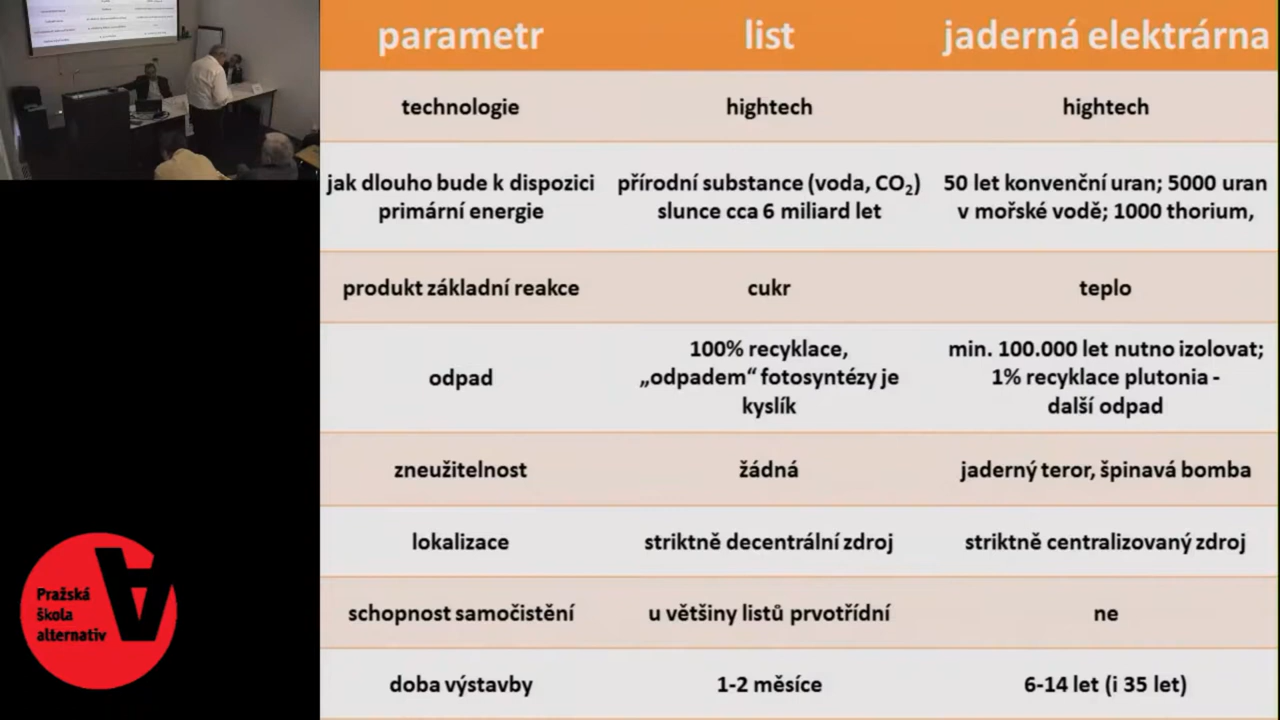 parametr
list
jaderná elektrárna
technologie
hightech
hightech
jak dlouho bude k dispozici
primární energie
přírodní substance (voda, CO₂)
slunce cca 6 miliard let
50 let konvenční uran; 5000 uran
v mořské vodě; 1000 thorium,
produkt základní reakce
cukr
teplo
odpad
100% recyklace,
„odpadem“ fotosyntézy je
kyslík
min. 100.000 let nutno izolovat;
1% recyklace plutonia -
další odpad
zneužitelnost
žádná
jaderný teror, špinavá bomba
lokalizace
striktně decentrální zdroj
striktně centralizovaný zdroj
schopnost samočistění
u většiny listů prvotřídní
ne
doba výstavby
1-2 měsíce
6-14 let (i 35 let)
Pražská
škola
alternativ